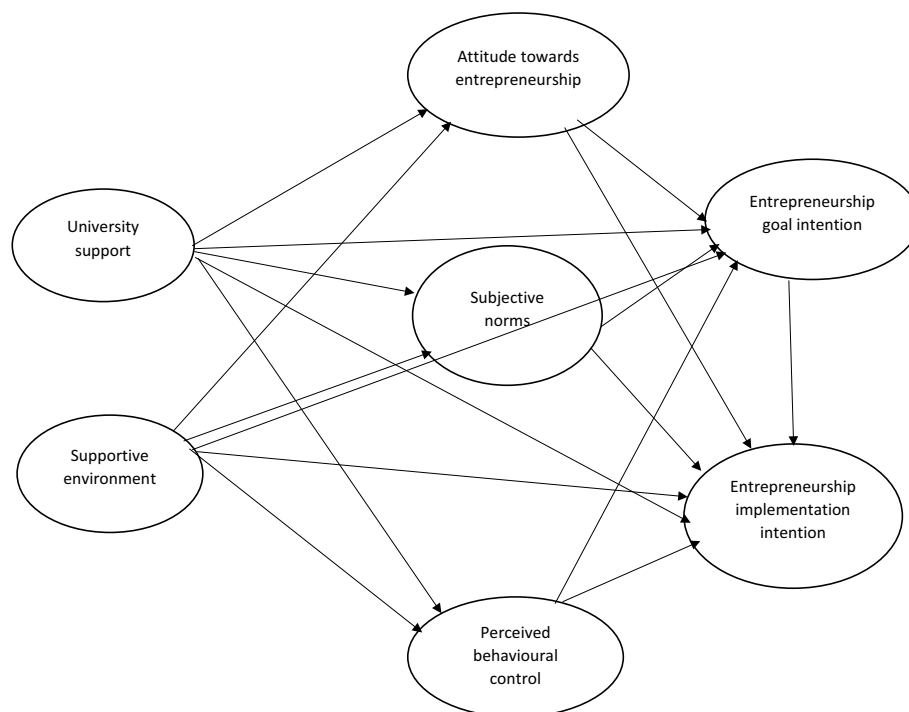 Attitude towards
entrepreneurship
University
support
Entrepreneurship
goal intention
Subjective
norms
Supportive
environment
Entrepreneurship
implementation
intention
Perceived
behavioural
control